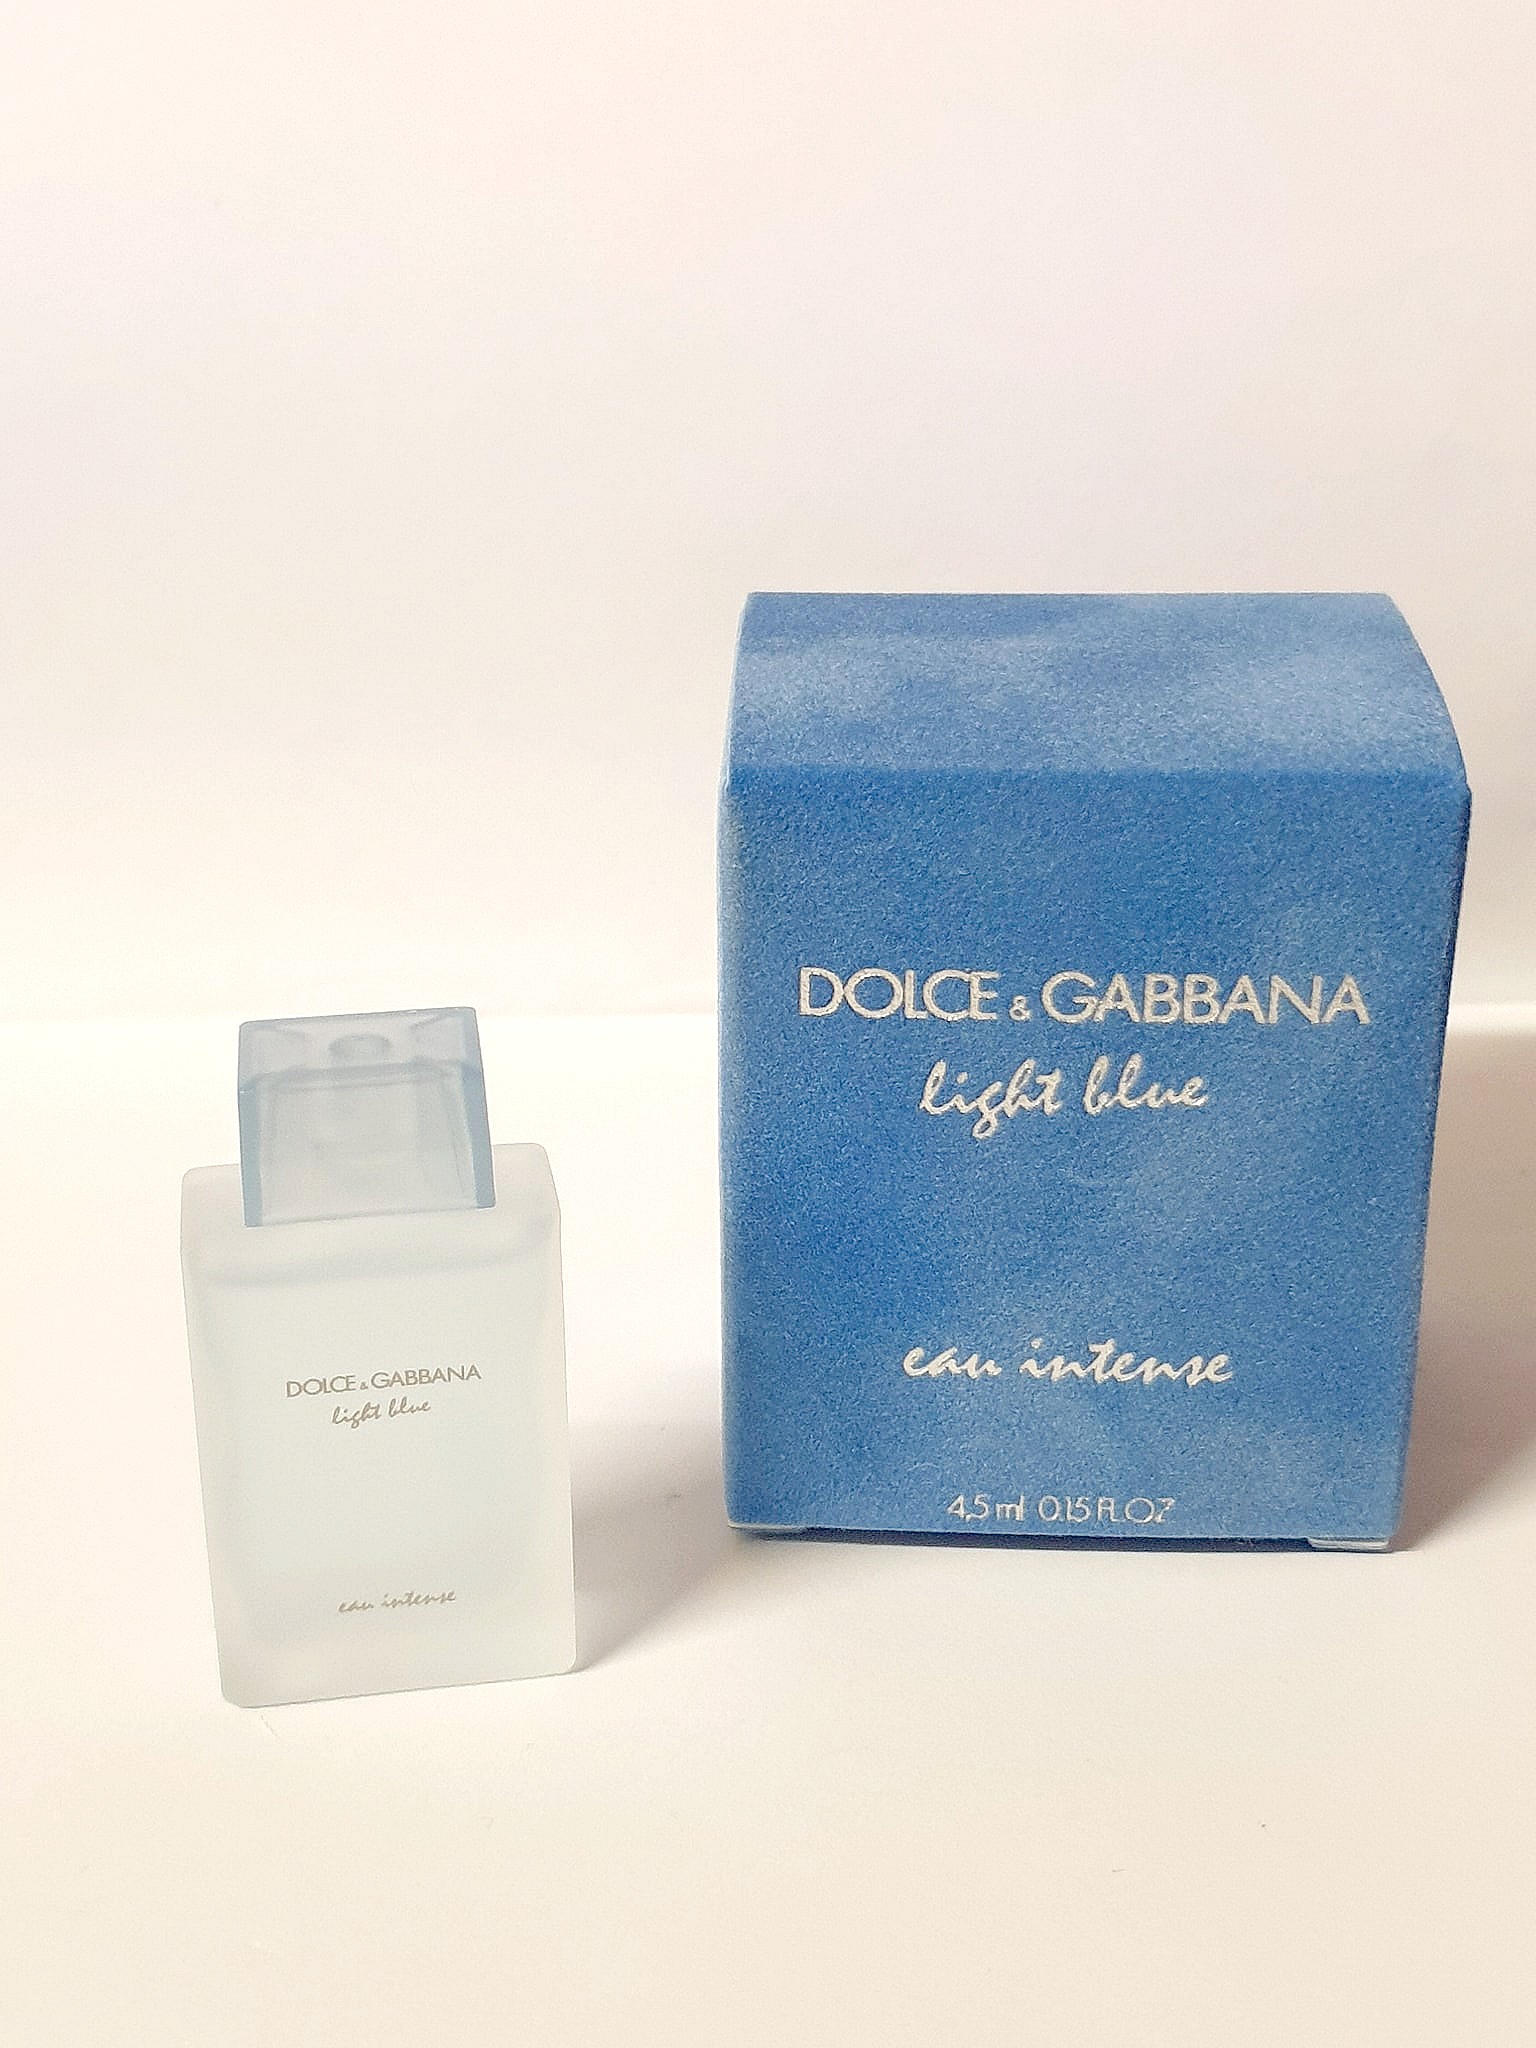 DOLCE & GABBANA
light blue
eau intense
4,5 ml 0.15 FL.OZ
DOLCE & GABBANA
light blue
eau intense